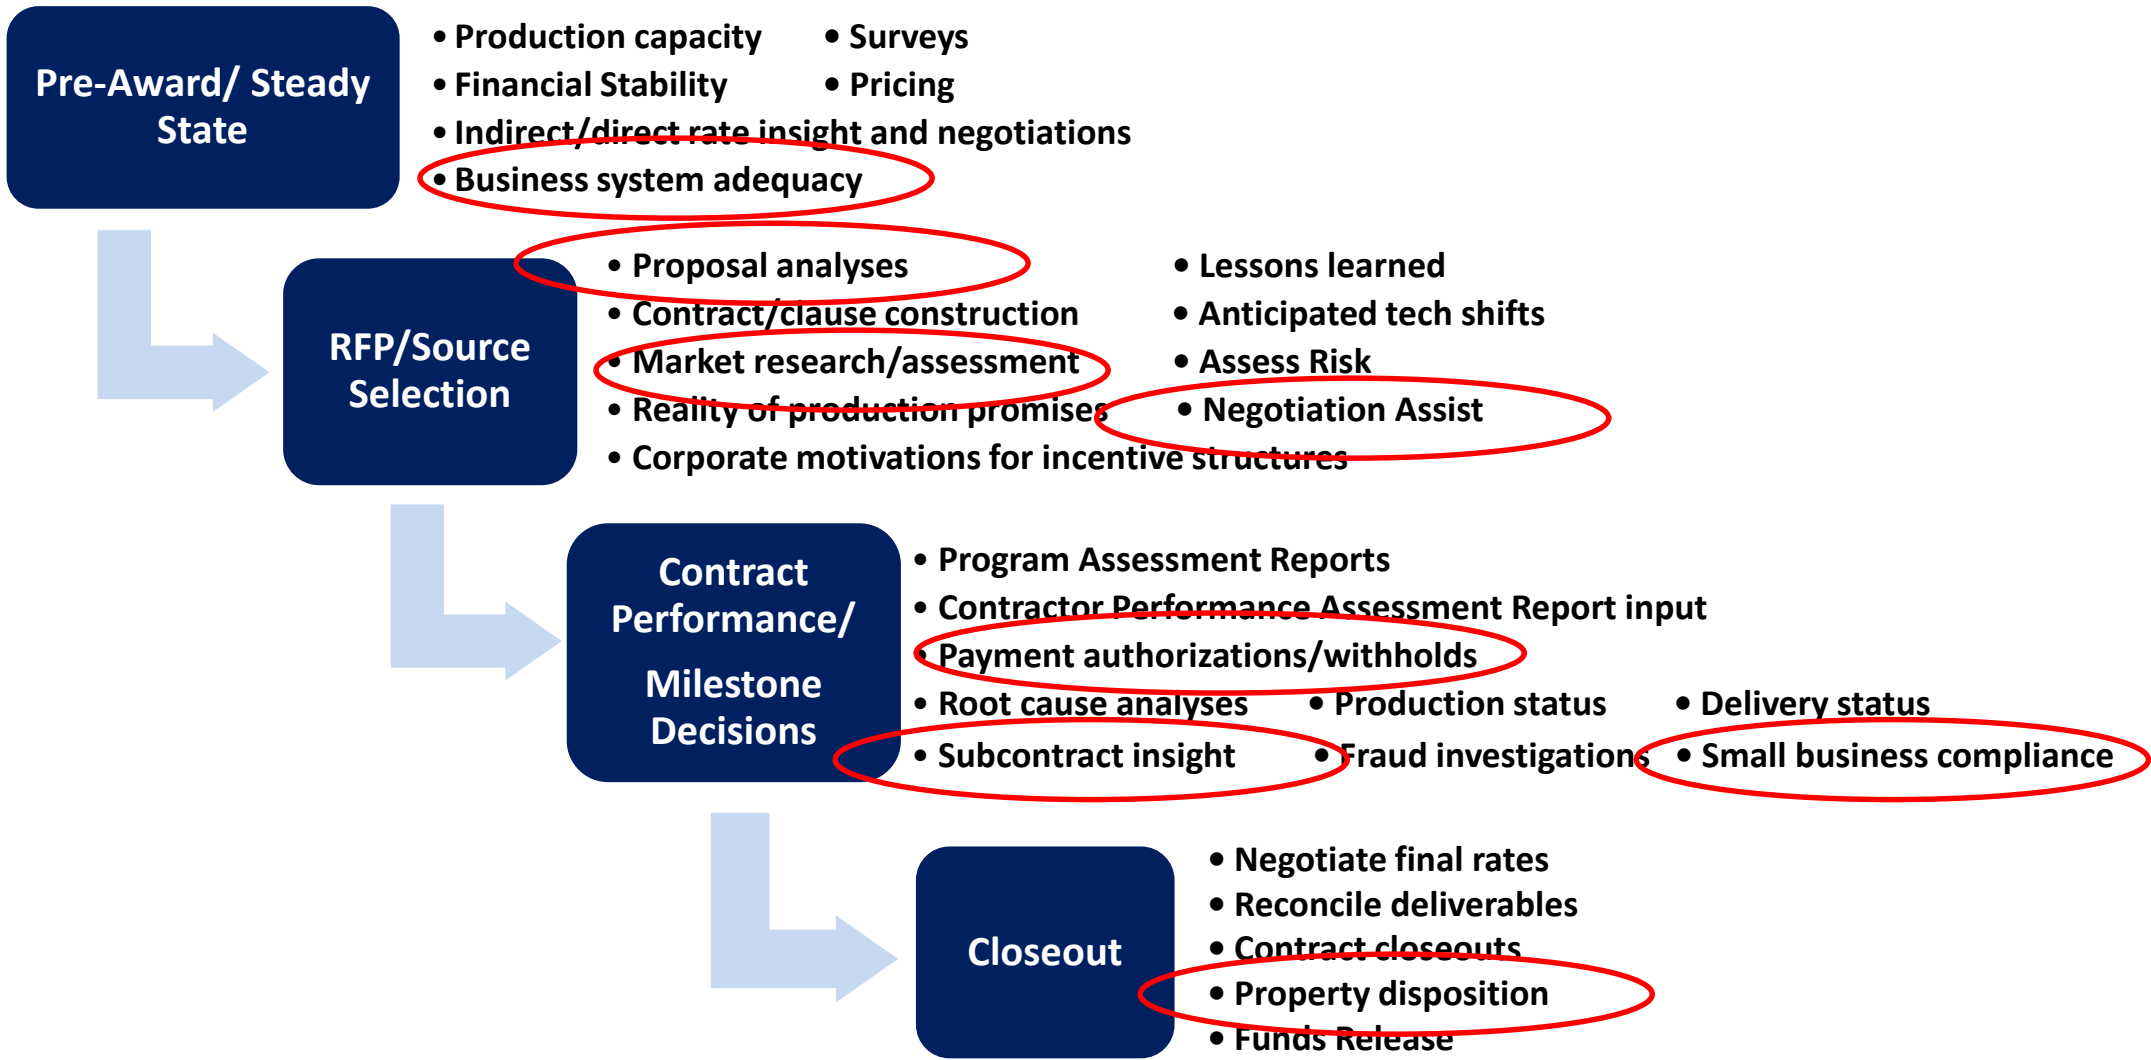 Pre-Award/ Steady
State
• Production capacity
• Surveys
• Financial Stability
• Pricing
• Indirect/direct rate insight and negotiations
• Business system adequacy
RFP/Source
Selection
• Proposal analyses
• Lessons learned
• Contract/clause construction
• Anticipated tech shifts
• Market research/assessment
• Assess Risk
• Reality of production promises
• Negotiation Assist
• Corporate motivations for incentive structures
Contract
Performance/
Milestone
Decisions
• Program Assessment Reports
• Contractor Performance Assessment Report input
• Payment authorizations/withholds
• Root cause analyses
• Production status
• Delivery status
• Subcontract insight
• Fraud investigations
• Small business compliance
Closeout
• Negotiate final rates
• Reconcile deliverables
• Contract closeouts
• Property disposition
• Funds Release